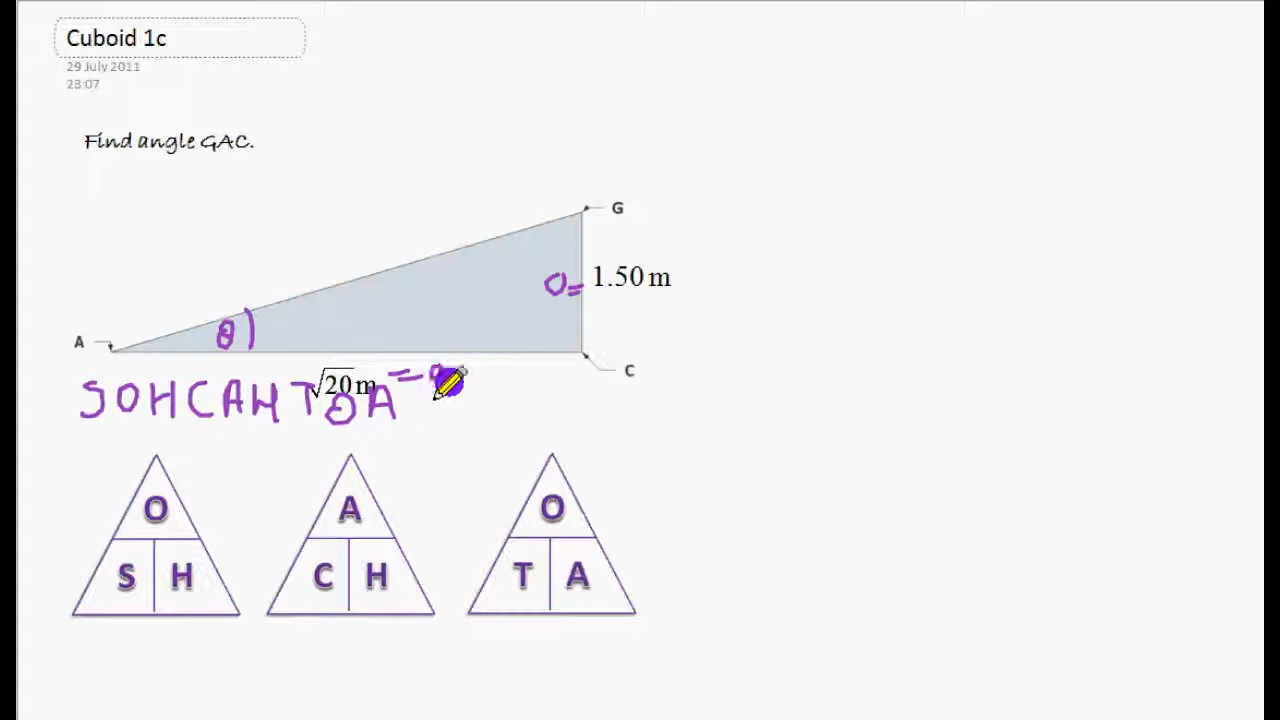 Cuboid 1c
29 July 2011
23:07
Find angle GAC.
G
O= 1.50 m
θ
A
C
√20 m =
SOHCAHTOA
O A O
S H C H T A